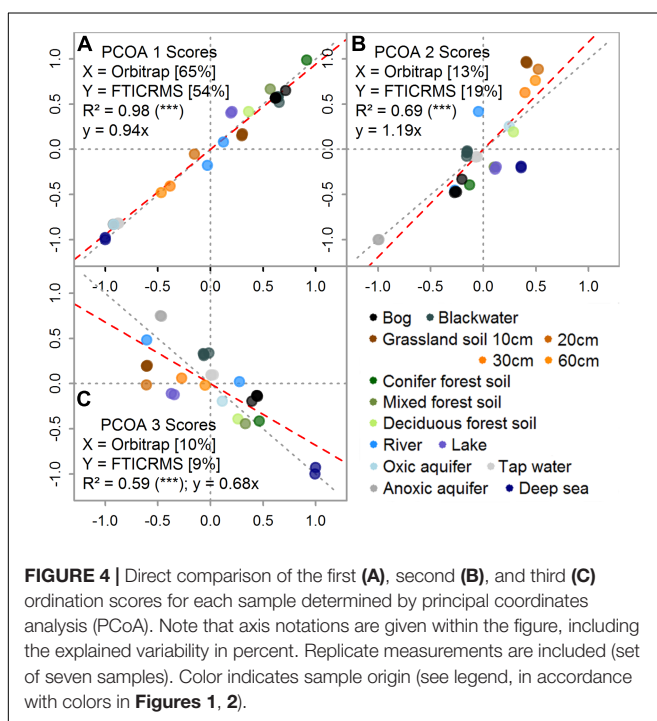 A
PCOA 1 Scores
X = Orbitrap [65%]
Y = FTICRMS [54%]
R² = 0.98 (***)
y = 0.94x
1.0
0.5
0.0
-0.5
-1.0
-1.0 -0.5 0.0 0.5 1.0
B
PCOA 2 Scores
X = Orbitrap [13%]
Y = FTICRMS [19%]
R² = 0.69 (***)
y = 1.19x
1.0
0.5
0.0
-0.5
-1.0
-1.0 -0.5 0.0 0.5 1.0
C
PCOA 3 Scores
X = Orbitrap [10%]
Y = FTICRMS [9%]
R² = 0.59 (***); y = 0.68x
1.0
0.5
0.0
-0.5
-1.0
-1.0 -0.5 0.0 0.5 1.0
Bog Blackwater
Grassland soil 10cm 20cm
30cm 60cm
Conifer forest soil
Mixed forest soil
Deciduous forest soil
River Lake
Oxic aquifer Tap water
Anoxic aquifer Deep sea
FIGURE 4 | Direct comparison of the first (A), second (B), and third (C)
ordination scores for each sample determined by principal coordinates
analysis (PCoA). Note that axis notations are given within the figure, including
the explained variability in percent. Replicate measurements are included (set
of seven samples). Color indicates sample origin (see legend, in accordance
with colors in Figures 1, 2).